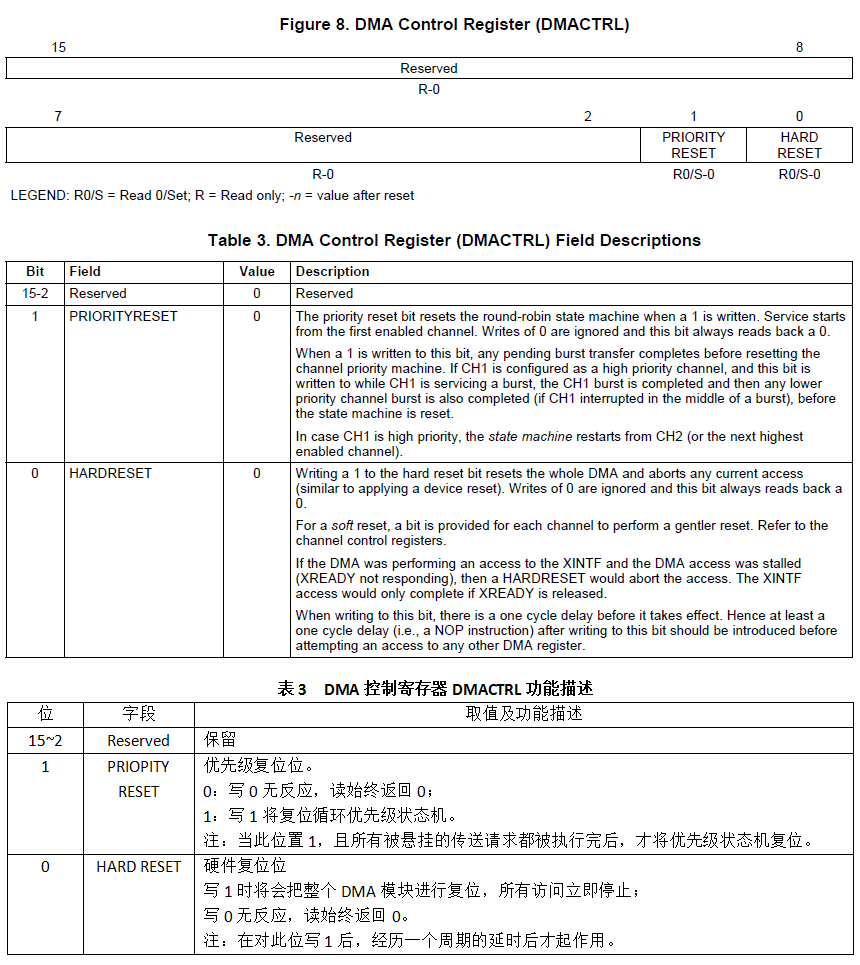 Figure 8. DMA Control Register (DMACTRL)
15 8
Reserved
R-0
7 2 1 0
Reserved PRIORITY HARD
RESET RESET
R-0 R0/S-0 R0/S-0
LEGEND: R0/S = Read 0/Set; R = Read only; -n = value after reset
Table 3. DMA Control Register (DMACTRL) Field Descriptions
Bit Field Value Description
15-2 Reserved 0 Reserved
1 PRIORITYRESET 0 The priority reset bit resets the round-robin state machine when a 1 is written. Service starts
from the first enabled channel. Writes of 0 are ignored and this bit always reads back a 0.
When a 1 is written to this bit, any pending burst transfer completes before resetting the
channel priority machine. If CH1 is configured as a high priority channel, and this bit is
written to while CH1 is servicing a burst, the CH1 burst is completed and then any lower
priority channel burst is also completed (if CH1 interrupted in the middle of a burst), before
the state machine is reset.
In case CH1 is high priority, the state machine restarts from CH2 (or the next highest
enabled channel).
0 HARDRESET 0 Writing a 1 to the hard reset bit resets the whole DMA and aborts any current access
(similar to applying a device reset). Writes of 0 are ignored and this bit always reads back a
0.
For a soft reset, a bit is provided for each channel to perform a gentler reset. Refer to the
channel control registers.
If the DMA was performing an access to the XINTF and the DMA access was stalled
(XREADY not responding), then a HARDRESET would abort the access. The XINTF
access would only complete if XREADY is released.
When writing to this bit, there is a one cycle delay before it takes effect. Hence at least a
one cycle delay (i.e., a NOP instruction) after writing to this bit should be introduced before
attempting an access to any other DMA register.
表 3 DMA 控制寄存器 DMACTRL 功能描述
位 字段 取值及功能描述
15~2 Reserved 保留
1 PRIOPITY 优先级复位位。
RESET 0：写 0 无反应，读始终返回 0；
1：写 1 将复位循环优先级状态机。
注：当此位置 1，且所有被悬挂的传送请求都被执行完后，才将优先级状态机复位。
0 HARD RESET 硬件复位位
写 1 时将会把整个 DMA 模块进行复位，所有访问立即停止；
写 0 无反应，读始终返回 0。
注：在对此位写 1 后，经历一个周期的延时后才起作用。